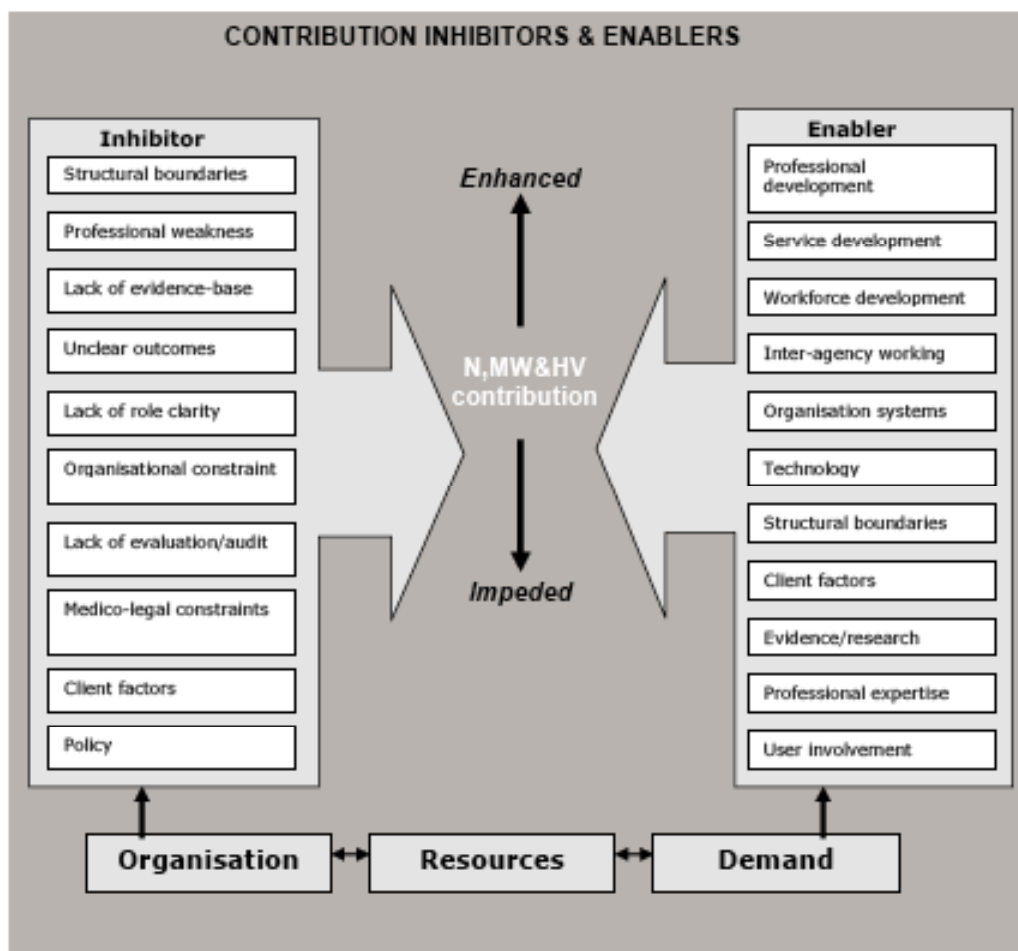 CONTRIBUTION INHIBITORS & ENABLERS
Inhibitor
Structural boundaries
Professional weakness
Lack of evidence-base
Unclear outcomes
Lack of role clarity
Organisational constraint
Lack of evaluation/audit
Medico-legal constraints
Client factors
Policy
Enhanced
N,MW&HV
contribution
Impeded
Enabler
Professional
development
Service development
Workforce development
Inter-agency working
Organisation systems
Technology
Structural boundaries
Client factors
Evidence/research
Professional expertise
User involvement
Organisation
Resources
Demand